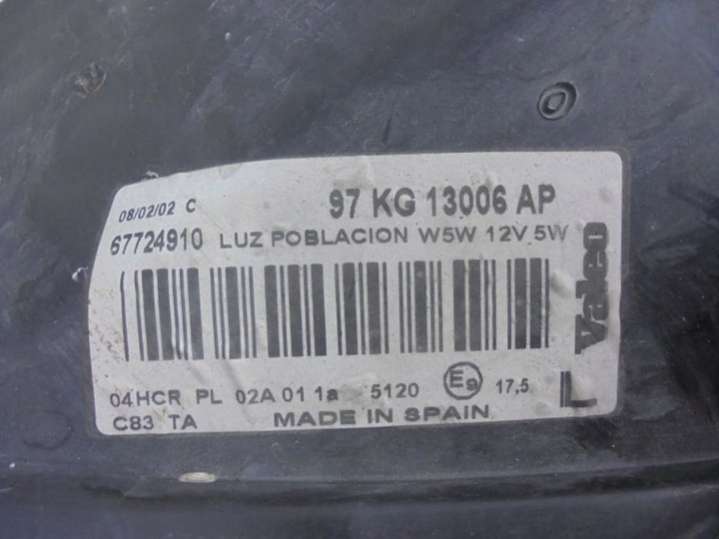 08/02/02 C
97 KG 13006 AP
67724910 LUZ POBLACION W5W 12V 5W
Valeo
04HCR PL 02A 01 1a 5120 E9 17,5
L
C83 TA MADE IN SPAIN